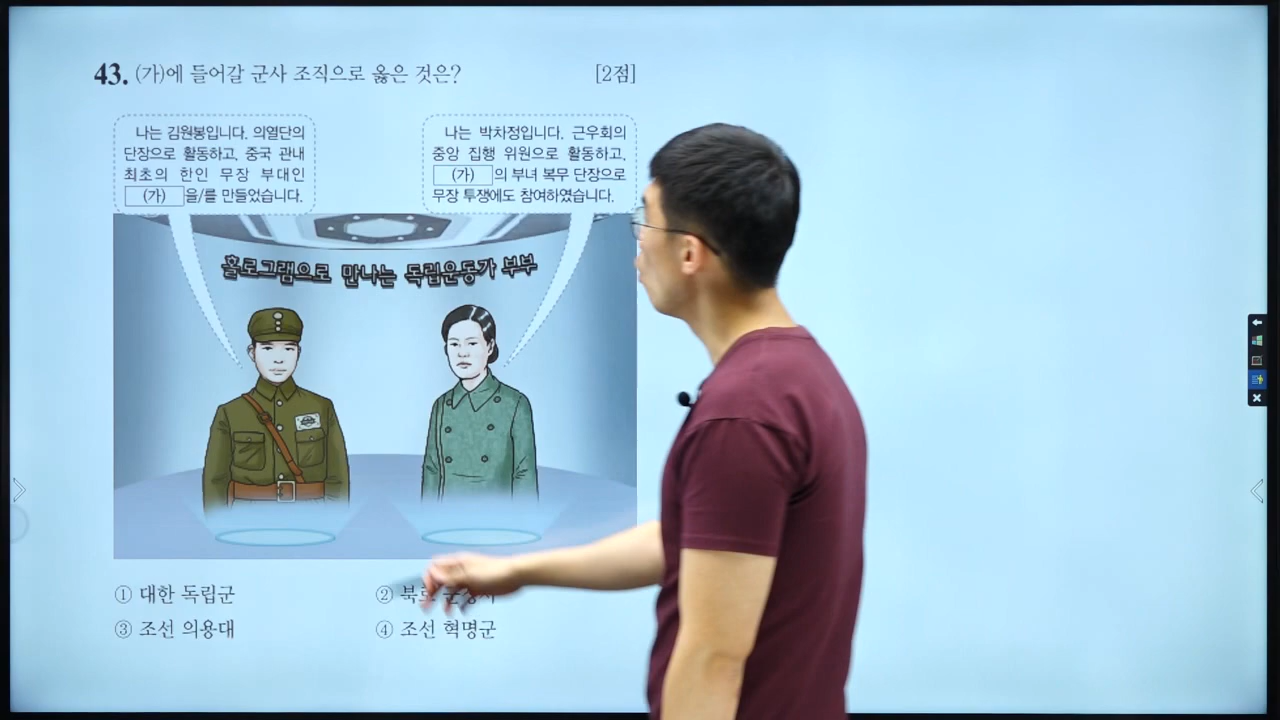 43. (가)에 들어갈 군사 조직으로 옳은 것은? [2점]
나는 김원봉입니다. 의열단의
단장으로 활동하고, 중국 관내
최초의 한인 무장 부대인
(가) 을/를 만들었습니다.
나는 박차정입니다. 근우회의
중앙 집행 위원으로 활동하고,
(가) 의 부녀 복무 단장으로
무장 투쟁에도 참여하였습니다.
홀로그램으로 만나는 독립운동가 부부
① 대한 독립군
②
③ 조선 의용대
④ 조선 혁명군